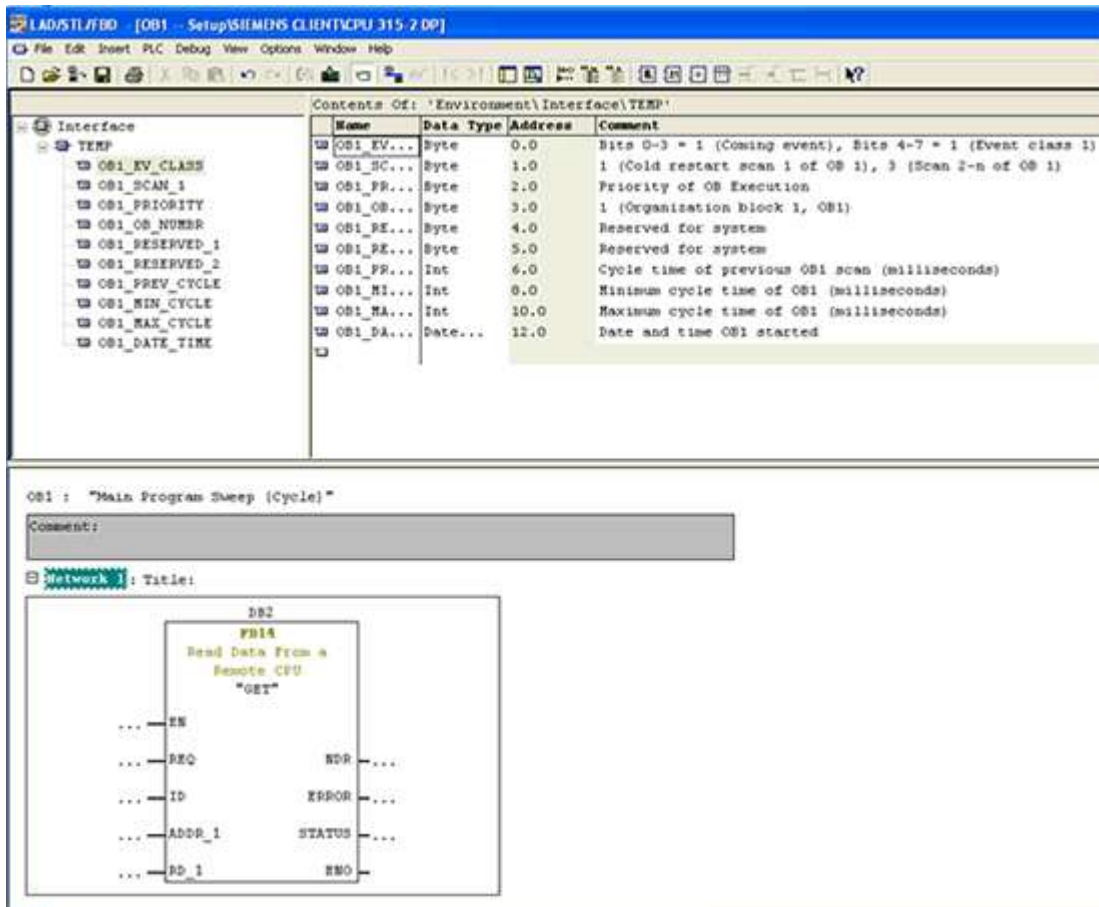 LAD/STL/FBD - [OB1 -- Setup\SIEMENS CLIENT\CPU 315-2 DP]
File Edit Insert PLC Debug View Options Window Help
Contents Of: 'Environment\Interface\TEMP'
Interface
TEMP
OB1_EV_CLASS
OB1_SCAN_1
OB1_PRIORITY
OB1_OB_NUMBR
OB1_RESERVED_1
OB1_RESERVED_2
OB1_PREV_CYCLE
OB1_MIN_CYCLE
OB1_MAX_CYCLE
OB1_DATE_TIME
Name Data Type Address Comment
OB1_EV... Byte 0.0 Bits 0-3 = 1 (Coming event), Bits 4-7 = 1 (Event class 1)
OB1_SC... Byte 1.0 1 (Cold restart scan 1 of OB 1), 3 (Scan 2-n of OB 1)
OB1_PR... Byte 2.0 Priority of OB Execution
OB1_OB... Byte 3.0 1 (Organization block 1, OB1)
OB1_RE... Byte 4.0 Reserved for system
OB1_RE... Byte 5.0 Reserved for system
OB1_PR... Int 6.0 Cycle time of previous OB1 scan (milliseconds)
OB1_MI... Int 8.0 Minimum cycle time of OB1 (milliseconds)
OB1_MA... Int 10.0 Maximum cycle time of OB1 (milliseconds)
OB1_DA... Date... 12.0 Date and time OB1 started
OB1 : "Main Program Sweep (Cycle)"
Comment:
Network 1: Title:
DB2
FB14
Read Data From a
Remote CPU
"GET"
... EN
... REQ NDR ...
... ID ERROR ...
... ADDR_1 STATUS ...
... RD_1 ENO